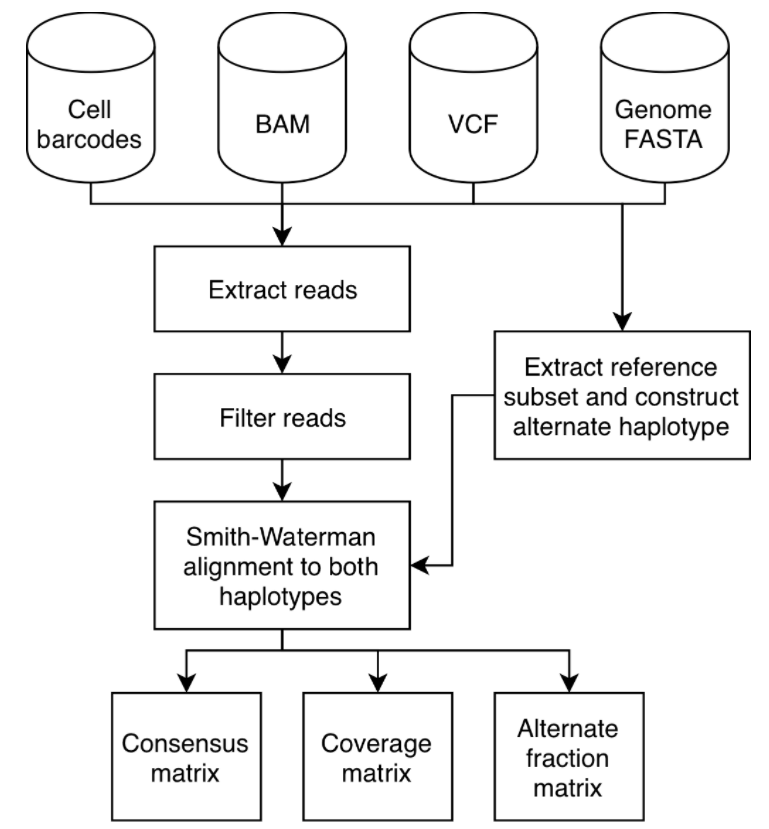 Cell
barcodes
BAM
VCF
Genome
FASTA
Extract reads
Extract reference
subset and construct
alternate haplotype
Filter reads
Smith-Waterman
alignment to both
haplotypes
Consensus
matrix
Coverage
matrix
Alternate
fraction
matrix